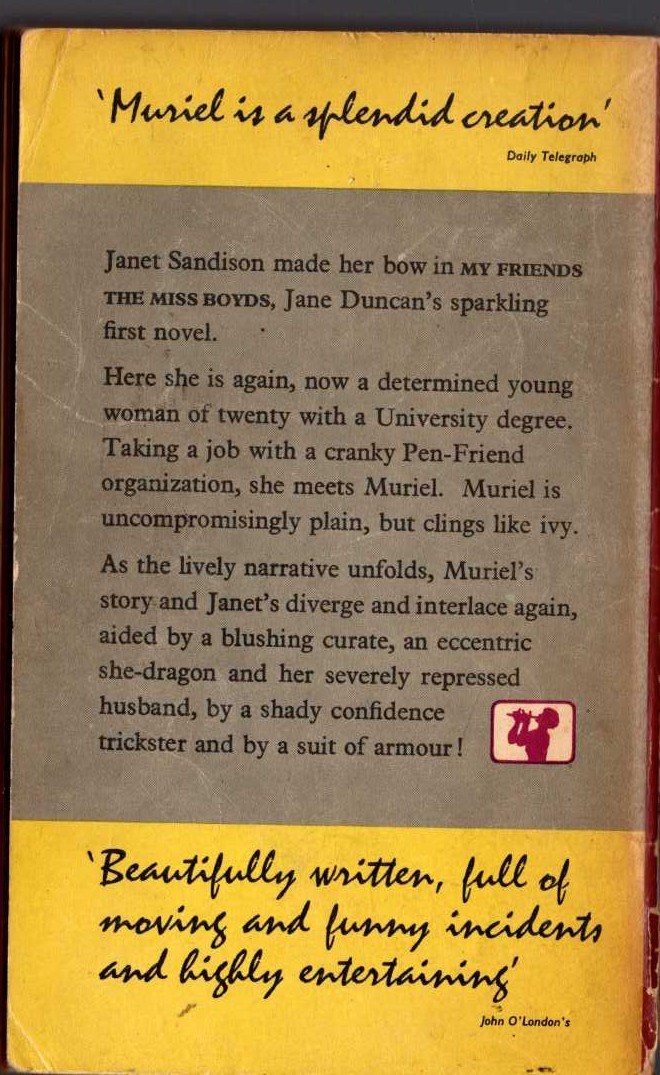 'Muriel is a splendid creation'
Daily Telegraph
Janet Sandison made her bow in MY FRIENDS
THE MISS BOYDS, Jane Duncan's sparkling
first novel.
Here she is again, now a determined young
woman of twenty with a University degree.
Taking a job with a cranky Pen-Friend
organization, she meets Muriel. Muriel is
uncompromisingly plain, but clings like ivy.
As the lively narrative unfolds, Muriel's
story and Janet's diverge and interlace again,
aided by a blushing curate, an eccentric
she-dragon and her severely repressed
husband, by a shady confidence
trickster and by a suit of armour!
'Beautifully written, full of
moving and funny incidents
and highly entertaining'
John O'London's